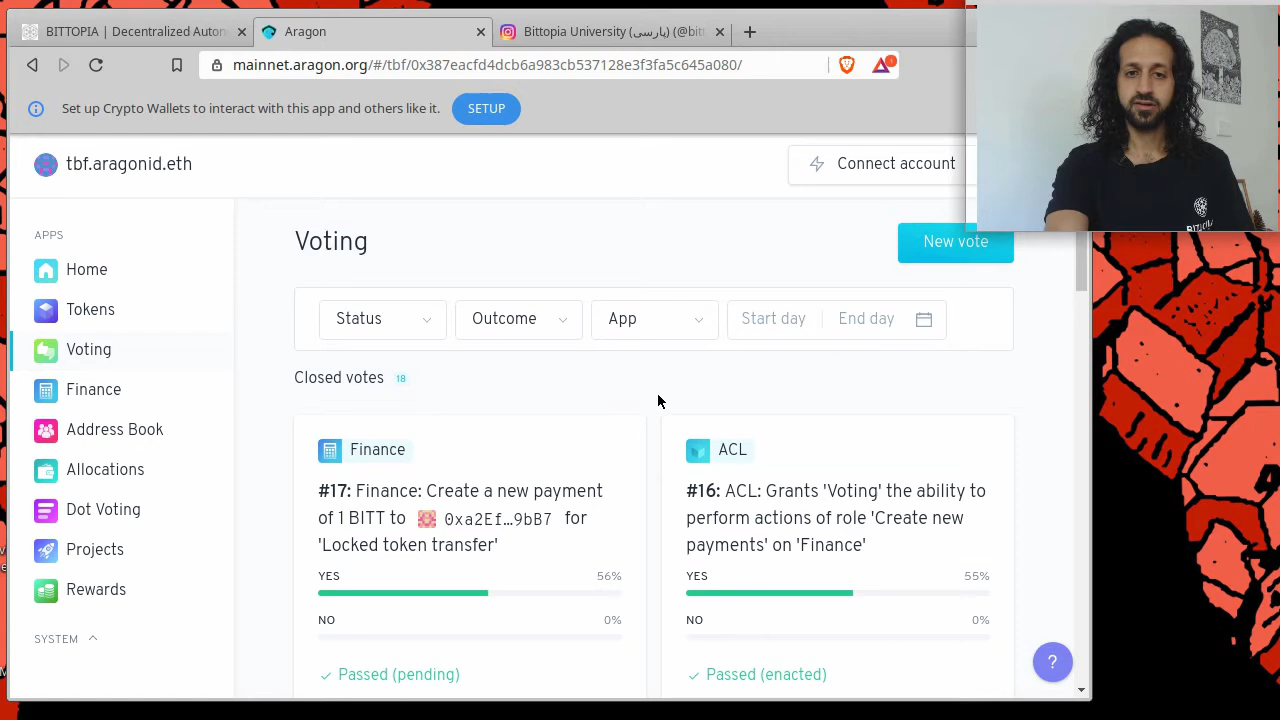 BITTOPIA | Decentralized Auton
Aragon
Bittopia University (پارسی) (@bitt
mainnet.aragon.org/#/tbf/0x387eacfd4dcb6a983cb537128e3f3fa5c645a080/
Set up Crypto Wallets to interact with this app and others like it.
SETUP
tbf.aragonid.eth
Connect account
APPS
Home
Tokens
Voting
Finance
Address Book
Allocations
Dot Voting
Projects
Rewards
SYSTEM
Voting
New vote
Status
Outcome
App
Start day
End day
Closed votes 18
Finance
#17: Finance: Create a new payment
of 1 BITT to 0xa2Ef…9bB7 for
'Locked token transfer'
YES 56%
NO 0%
Passed (pending)
ACL
#16: ACL: Grants 'Voting' the ability to
perform actions of role 'Create new
payments' on 'Finance'
YES 55%
NO 0%
Passed (enacted)
?